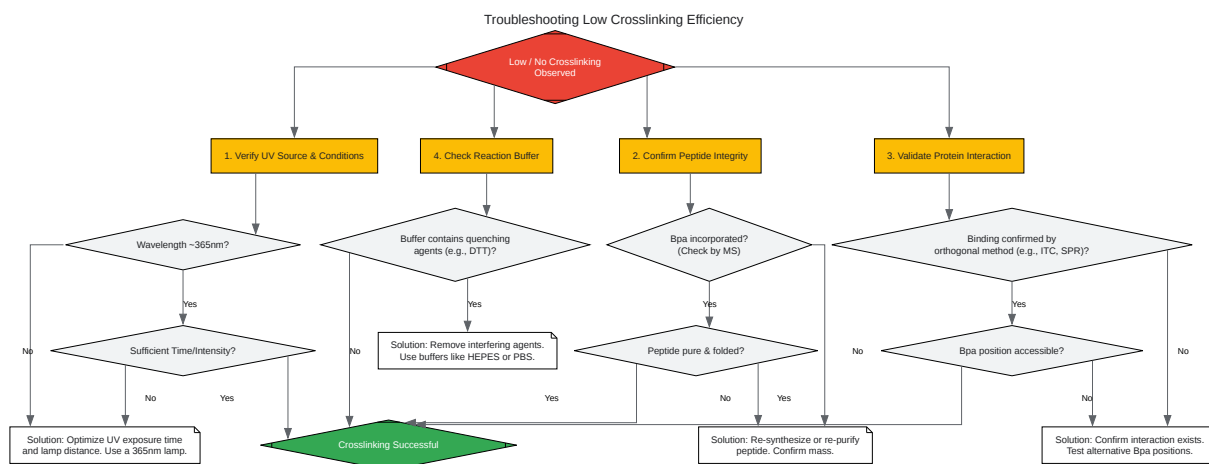 Troubleshooting Low Crosslinking Efficiency
Low / No Crosslinking
Observed
1. Verify UV Source & Conditions
4. Check Reaction Buffer
2. Confirm Peptide Integrity
3. Validate Protein Interaction
Wavelength ~365nm?
Buffer contains quenching
agents (e.g., DTT)?
Bpa incorporated?
(Check by MS)
Binding confirmed by
orthogonal method (e.g., ITC, SPR)?
Yes
Yes
Yes
Yes
Solution: Remove interfering agents.
Use buffers like HEPES or PBS.
No
Sufficient Time/Intensity?
No
Peptide pure & folded?
No
Bpa position accessible?
No
No
Yes
Yes
No
Yes
No
Solution: Optimize UV exposure time
and lamp distance. Use a 365nm lamp.
Crosslinking Successful
Solution: Re-synthesize or re-purify
peptide. Confirm mass.
Solution: Confirm interaction exists.
Test alternative Bpa positions.